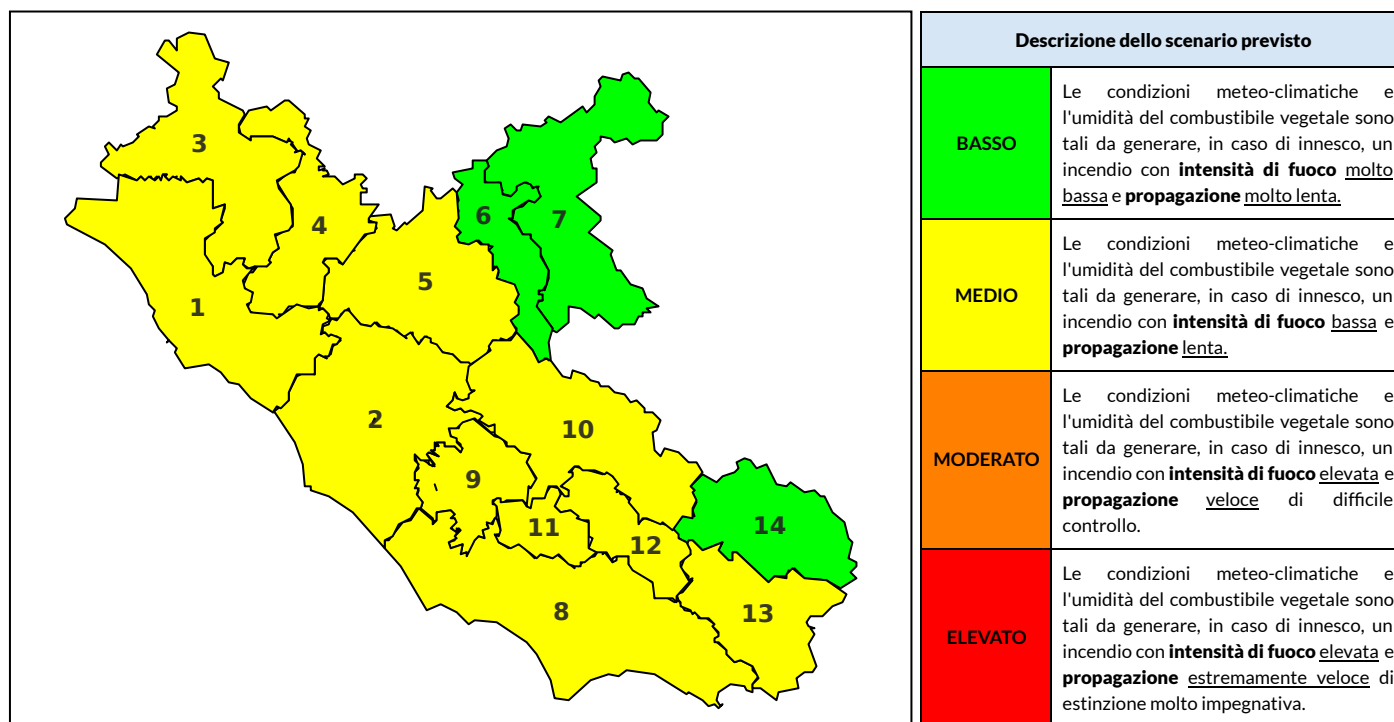 3
4
6
7
5
1
2
10
9
11
12
14
8
13
Descrizione dello scenario previsto
BASSO
Le condizioni meteo-climatiche e
l'umidità del combustibile vegetale sono
tali da generare, in caso di innesco, un
incendio con intensità di fuoco molto
bassa e propagazione molto lenta.
MEDIO
Le condizioni meteo-climatiche e
l'umidità del combustibile vegetale sono
tali da generare, in caso di innesco, un
incendio con intensità di fuoco bassa e
propagazione lenta.
MODERATO
Le condizioni meteo-climatiche e
l'umidità del combustibile vegetale sono
tali da generare, in caso di innesco, un
incendio con intensità di fuoco elevata e
propagazione veloce di difficile
controllo.
ELEVATO
Le condizioni meteo-climatiche e
l'umidità del combustibile vegetale sono
tali da generare, in caso di innesco, un
incendio con intensità di fuoco elevata e
propagazione estremamente veloce di
estinzione molto impegnativa.